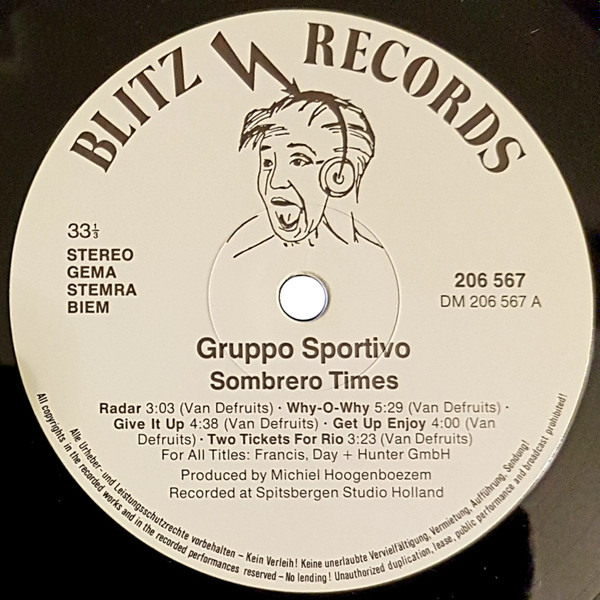 BLITZ RECORDS
33⅓
STEREO
GEMA
STEMRA
BIEM
206 567
DM 206 567 A
Gruppo Sportivo
Sombrero Times
Radar 3:03 (Van Defruits) · Why-O-Why 5:29 (Van Defruits) ·
Give It Up 4:38 (Van Defruits) · Get Up Enjoy 4:00 (Van
Defruits) · Two Tickets For Rio 3:23 (Van Defruits)
For All Titles: Francis, Day + Hunter GmbH
Produced by Michiel Hoogenboezem
Recorded at Spitsbergen Studio Holland
Alle Urheber- und Leistungsschutzrechte vorbehalten – Kein Verleih! Keine unerlaubte Vervielfältigung, Vermietung, Aufführung, Sendung!
All copyrights in the recorded works and in the recorded performances reserved – No lending! Unauthorized duplication, lease, public performance and broadcast prohibited!